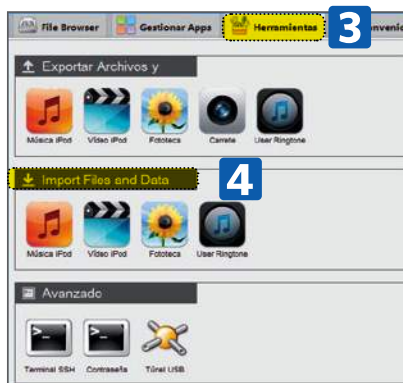 File Browser Gestionar Apps Herramientas 3 nvenid
Exportar Archivos y
Música iPod Vídeo iPod Fototeca Carrete User Ringtone
Import Files and Data 4
Música iPod Vídeo iPod Fototeca User Ringtone
Avanzado
Terminal SSH Contraseña Túnel USB